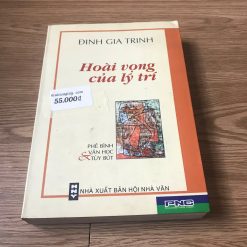 ĐINH GIA TRINH
Hoài vọng
của lý trí
55.000đ
PHÊ BÌNH
VĂN HỌC
& TÙY BÚT
NHÀ XUẤT BẢN HỘI NHÀ VĂN
PNC